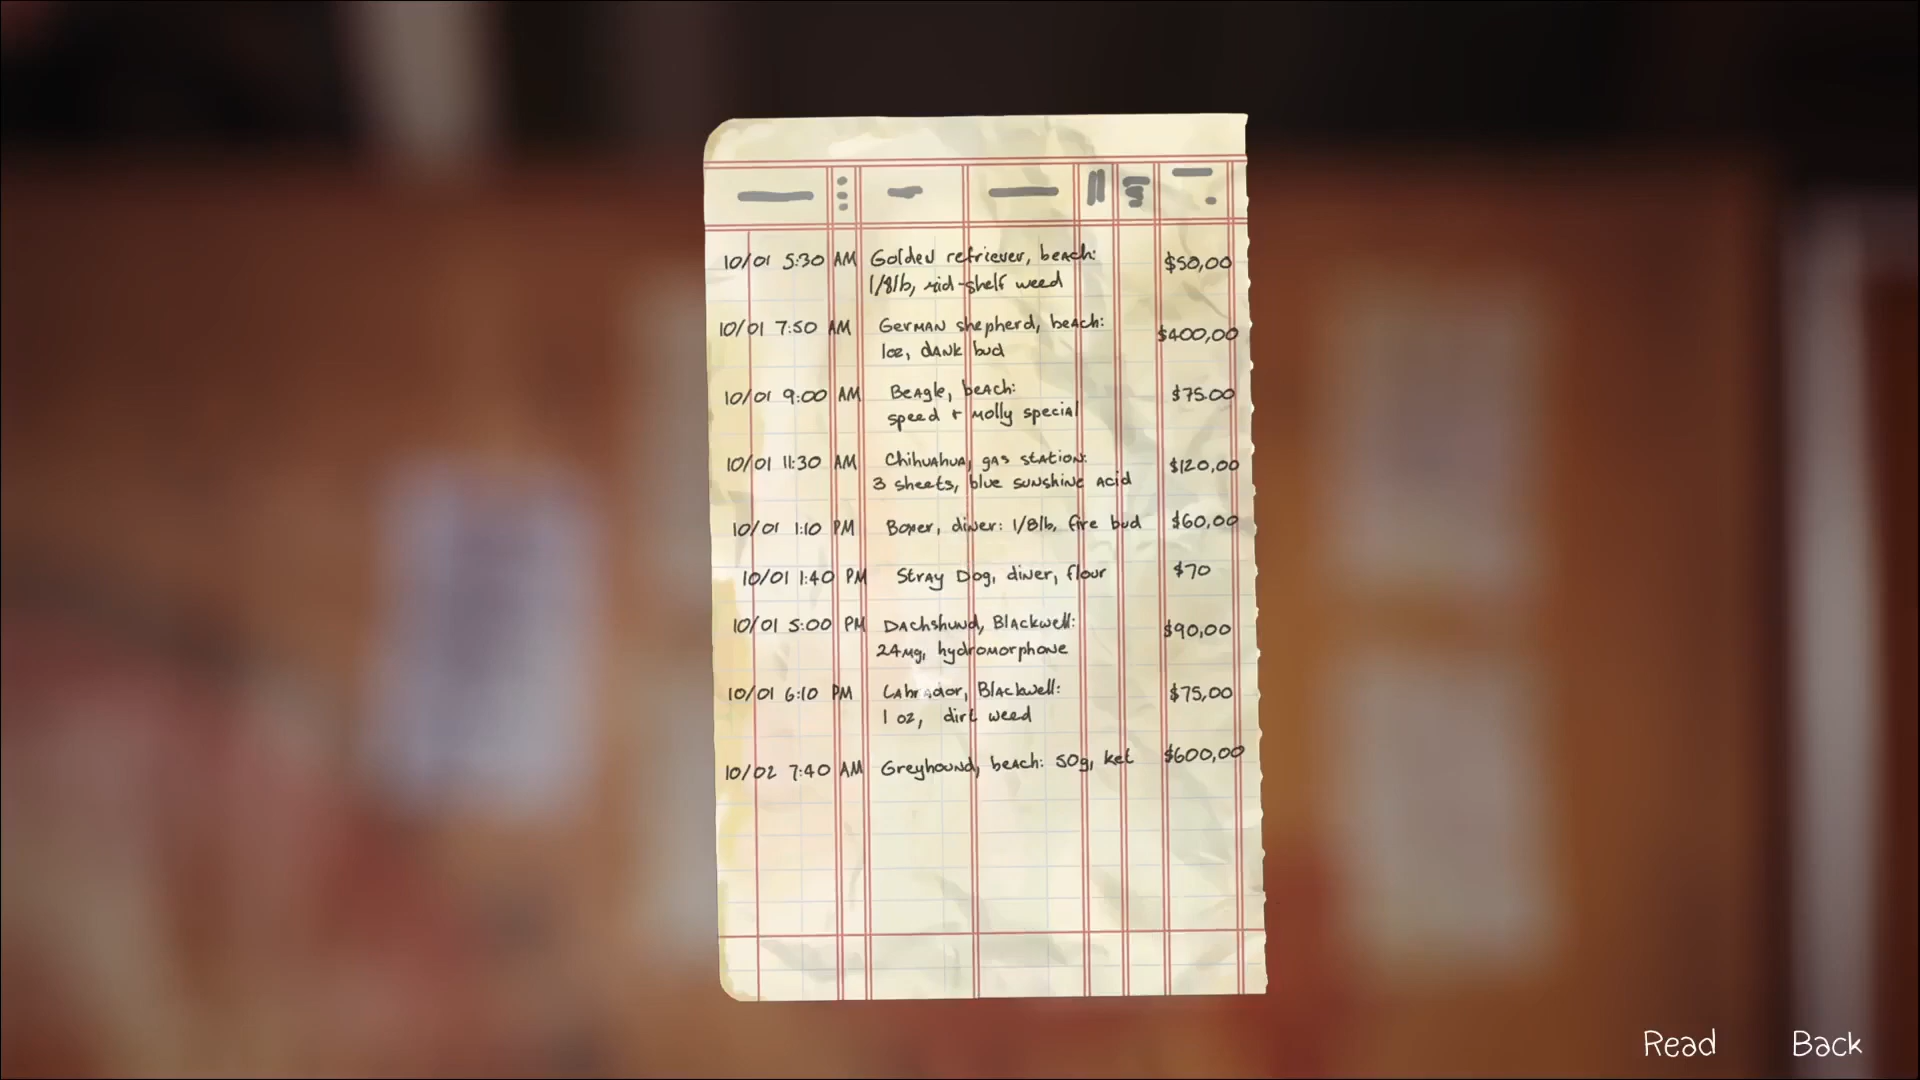 10/01 5:30 AM Golden retriever, beach: $50,00
1/8lb, mid-shelf weed
10/01 7:50 AM German shepherd, beach: $400,00
1oz, dank bud
10/01 9:00 AM Beagle, beach: $75.00
speed + Molly special
10/01 11:30 AM Chihuahua, gas station: $120,00
3 sheets, blue sunshine acid
10/01 1:10 PM Boxer, diner: 1/8lb, fire bud $60,00
10/01 1:40 PM Stray Dog, diner, flour $70
10/01 5:00 PM Dachshund, Blackwell: $90,00
24mg, hydromorphone
10/01 6:10 PM Labrador, Blackwell: $75,00
1 oz, dirt weed
10/02 7:40 AM Greyhound, beach: 50g, ket $600,00
Read Back